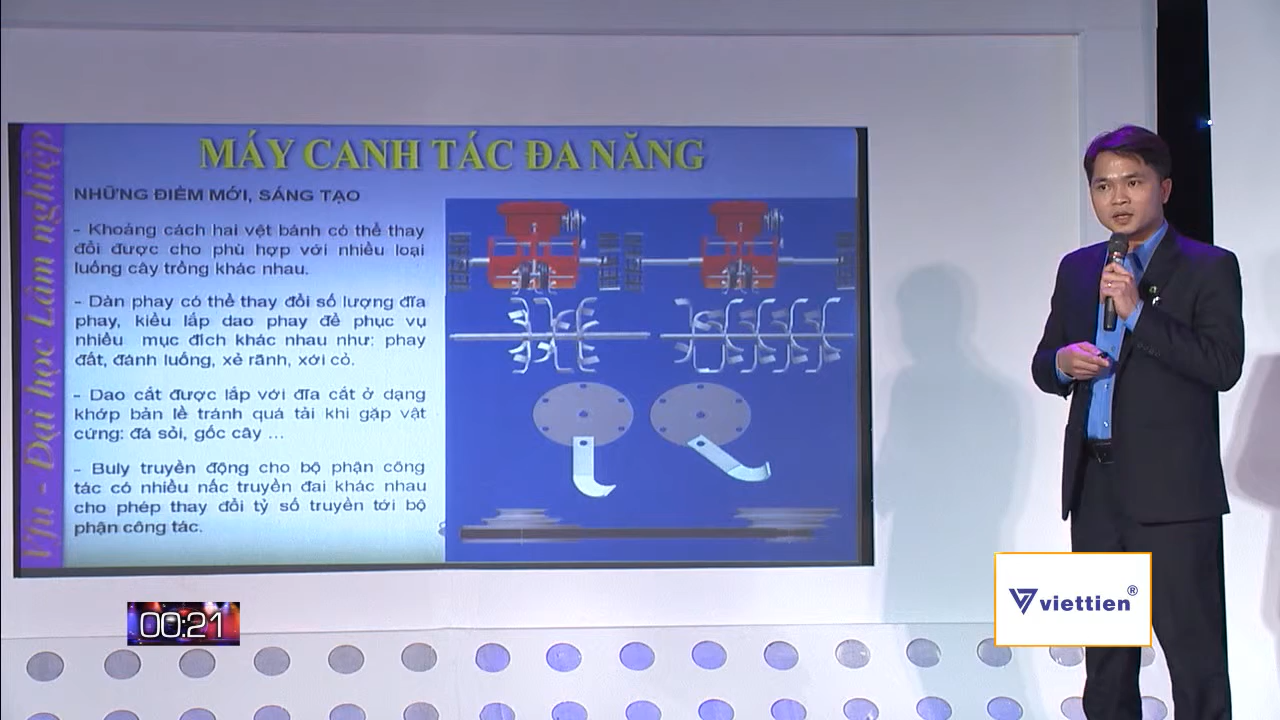 MÁY CANH TÁC ĐA NĂNG
Vfu - Đại học Lâm nghiệp
NHỮNG ĐIỂM MỚI, SÁNG TẠO
- Khoảng cách hai vệt bánh có thể thay
đổi được cho phù hợp với nhiều loại
luống cây trồng khác nhau.
- Dàn phay có thể thay đổi số lượng đĩa
phay, kiểu lắp dao phay để phục vụ
nhiều mục đích khác nhau như: phay
đất, đánh luống, xẻ rãnh, xới cỏ.
- Dao cắt được lắp với đĩa cắt ở dạng
khớp bản lề tránh quá tải khi gặp vật
cứng: đá sỏi, gốc cây ...
- Buly truyền động cho bộ phận công
tác có nhiều nấc truyền đai khác nhau
cho phép thay đổi tỷ số truyền tới bộ
phận công tác.
00:21
viettien®